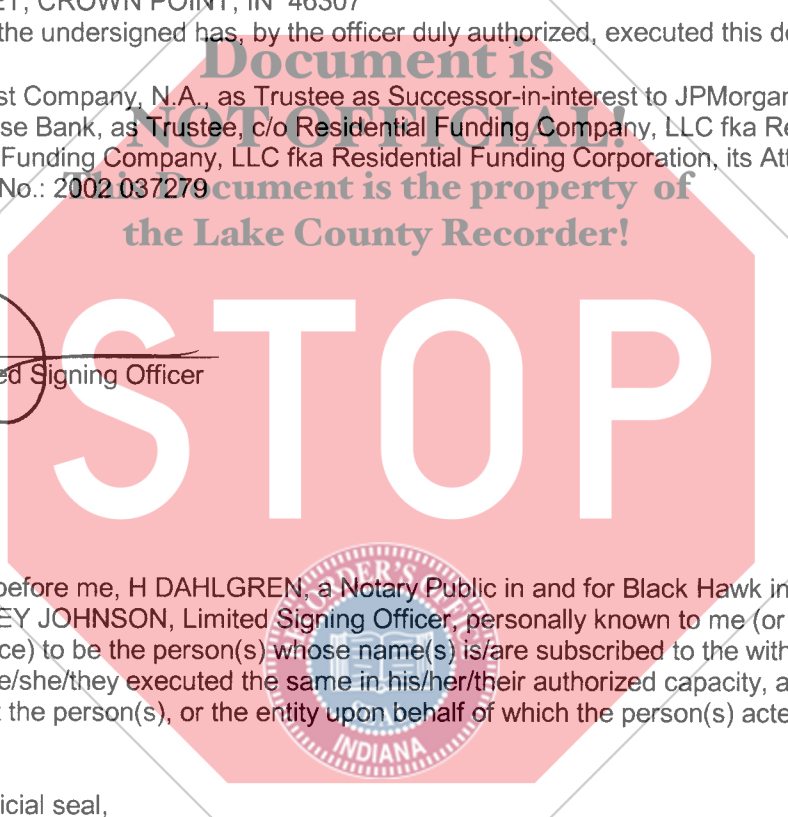 ET, CROWN POINT, IN 46307
the undersigned has, by the officer duly authorized, executed this de
Document is
st Company, N.A., as Trustee as Successor-in-interest to JPMorgan
NOT OFFICIAL!
se Bank, as Trustee, c/o Residential Funding Company, LLC fka Re
Funding Company, LLC fka Residential Funding Corporation, its Att
No.: 2002 037279
This Document is the property of
the Lake County Recorder!
STOP
ed Signing Officer
before me, H DAHLGREN, a Notary Public in and for Black Hawk in
EY JOHNSON, Limited Signing Officer, personally known to me (or
ce) to be the person(s) whose name(s) is/are subscribed to the with
e/she/they executed the same in his/her/their authorized capacity, a
t the person(s), or the entity upon behalf of which the person(s) acte
RECORDER'S OFFICE
SEAL
INDIANA
icial seal,